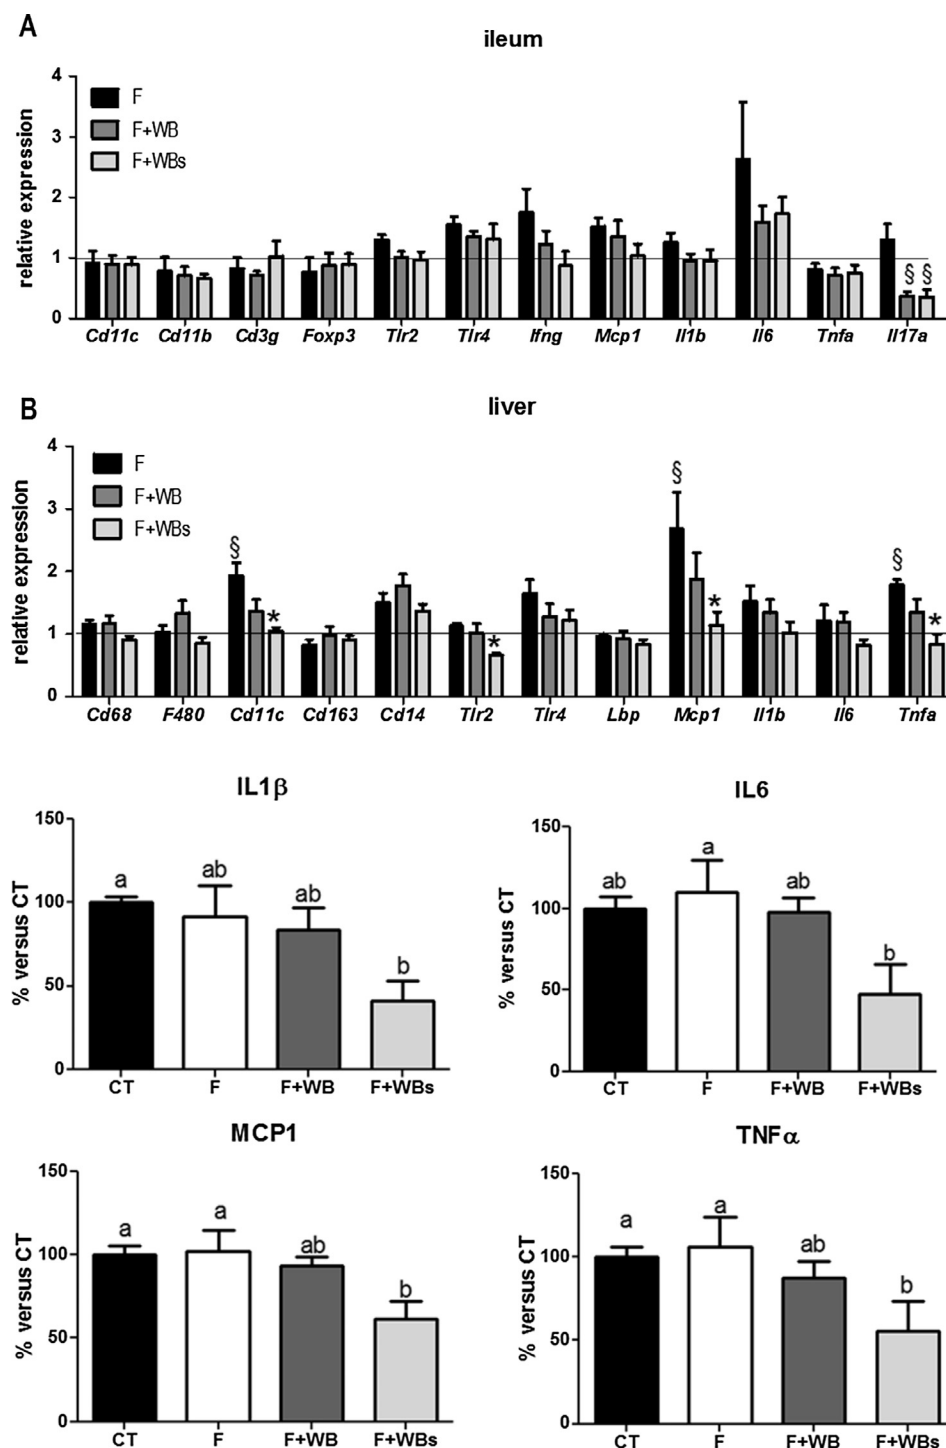 A
ileum
relative expression
4
3
2
1
0
F
F+WB
F+WBs
§ §
Cd11c Cd11b Cd3g Foxp3 Tlr2 Tlr4 Ifng Mcp1 Il1b Il6 Tnfa Il17a
B
liver
relative expression
4
3
2
1
0
F
F+WB
F+WBs
§ * * § * § *
Cd68 F480 Cd11c Cd163 Cd14 Tlr2 Tlr4 Lbp Mcp1 Il1b Il6 Tnfa
IL1β
% versus CT
150
100
50
0
a ab ab b
CT F F+WB F+WBs
IL6
% versus CT
150
100
50
0
ab a ab b
CT F F+WB F+WBs
MCP1
% versus CT
150
100
50
0
a a ab b
CT F F+WB F+WBs
TNFα
% versus CT
150
100
50
0
a a ab b
CT F F+WB F+WBs